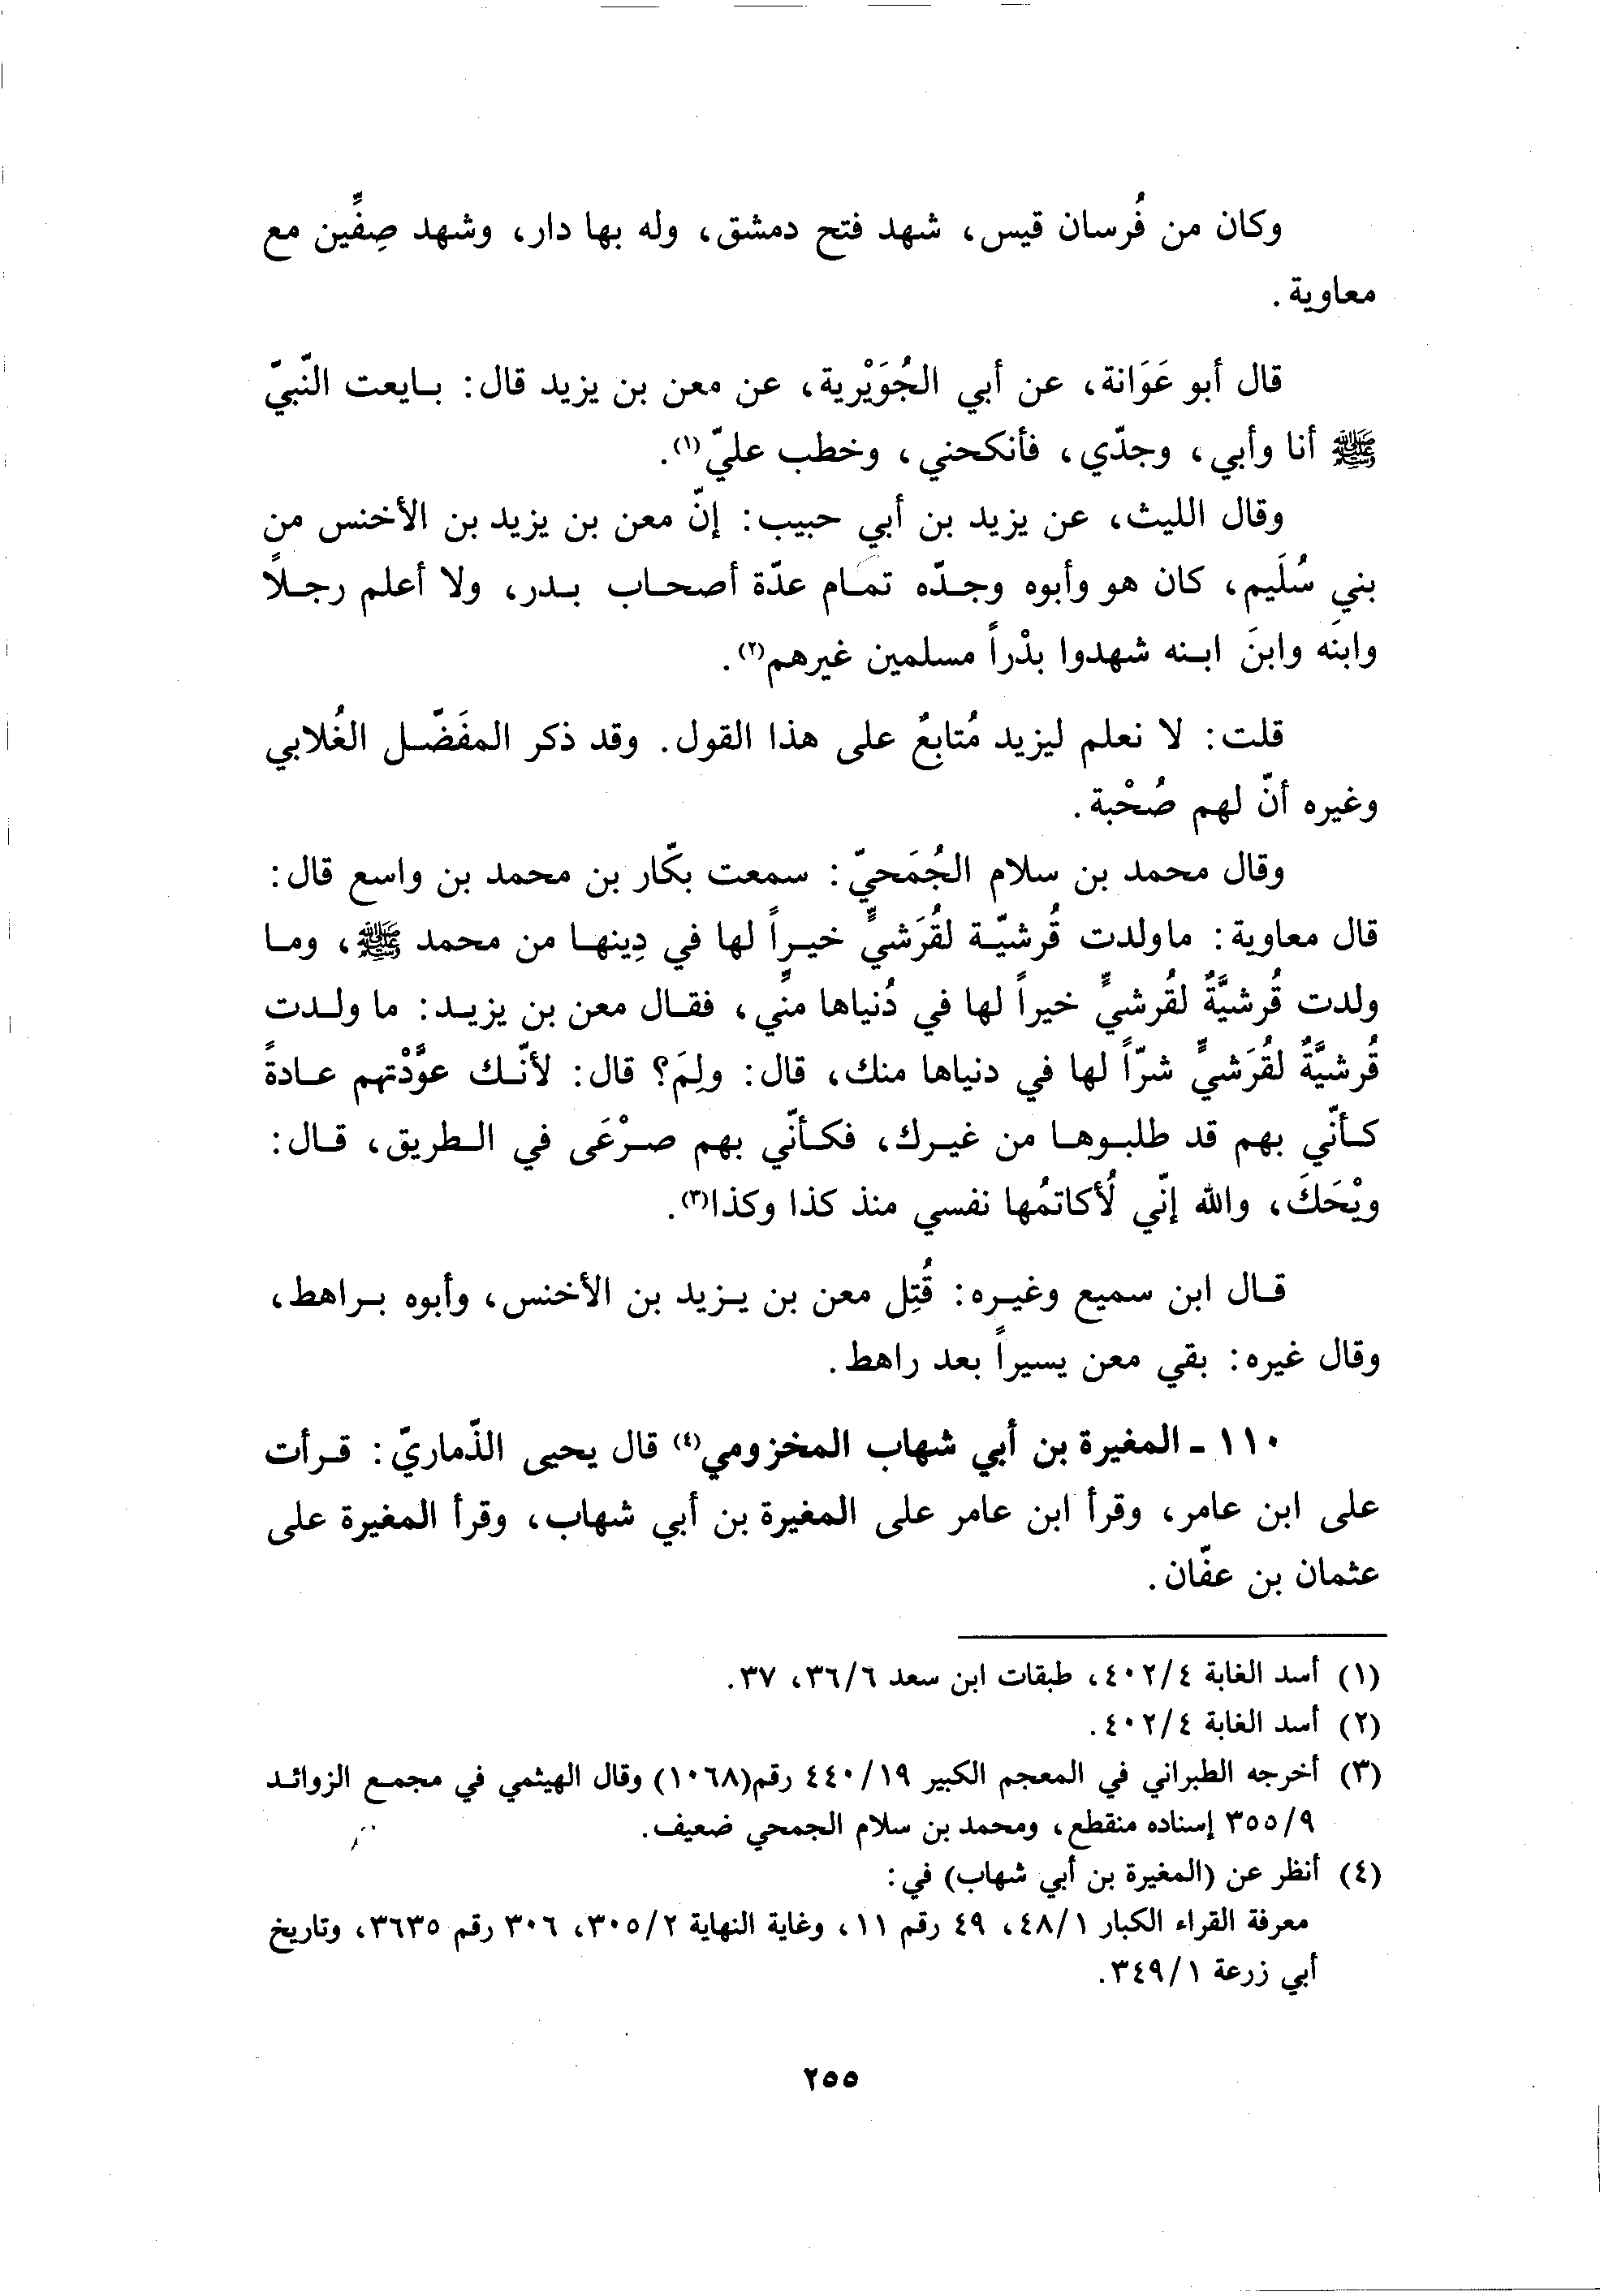 وكان من فُرسان قيس، شهد فتح دمشق، وله بها دار، وشهد صِفِّين مع
معاوية.
قال أبو عَوَانة، عن أبي الجُوَيْرية، عن معن بن يزيد قال: بايعت النّبيّ
ﷺ أنا وأبي، وجدّي، فأنكحني، وخطب عليّ(١).
وقال الليث، عن يزيد بن أبي حبيب: إنّ معن بن يزيد بن الأخنس من
بني سُلَيم، كان هو وأبوه وجدّه تمام عدّة أصحاب بدر، ولا أعلم رجلاً
وابنَه وابنَ ابنه شهدوا بدْراً مسلمين غيرهم(٢).
قلت: لا نعلم ليزيد مُتابعٌ على هذا القول. وقد ذكر المفَضّل الغُلابي
وغيره أنّ لهم صُحْبة.
وقال محمد بن سلام الجُمَحيّ: سمعت بكّار بن محمد بن واسع قال:
قال معاوية: ماولدت قُرشيّة لقُرَشيٍّ خيراً لها في دِينها من محمد ﷺ، وما
ولدت قُرشيَّةٌ لقُرشيٍّ خيراً لها في دُنياها منّي، فقال معن بن يزيد: ما ولدت
قُرشيَّةٌ لقُرَشيٍّ شرّاً لها في دنياها منك، قال: ولِمَ؟ قال: لأنّك عوَّدْتهم عادةً
كأنّي بهم قد طلبوها من غيرك، فكأنّي بهم صرْعَى في الطريق، قال:
ويْحَكَ، والله إنّي لَأكاتمُها نفسي منذ كذا وكذا(٣).
قال ابن سميع وغيره: قُتِل معن بن يزيد بن الأخنس، وأبوه براهط،
وقال غيره: بقي معن يسيراً بعد راهط.
١١٠ - المغيرة بن أبي شهاب المخزومي(٤) قال يحيى الذّماريّ: قرأت
على ابن عامر، وقرأ ابن عامر على المغيرة بن أبي شهاب، وقرأ المغيرة على
عثمان بن عفّان.
(١) أسد الغابة ٤٠٢/٤، طبقات ابن سعد ٣٦/٦، ٣٧.
(٢) أسد الغابة ٤٠٢/٤.
(٣) أخرجه الطبراني في المعجم الكبير ٤٤٠/١٩ رقم(١٠٦٨) وقال الهيثمي في مجمع الزوائد
٣٥٥/٩ إسناده منقطع، ومحمد بن سلام الجمحي ضعيف.
(٤) أنظر عن (المغيرة بن أبي شهاب) في:
معرفة القراء الكبار ٤٨/١، ٤٩ رقم ١١، وغاية النهاية ٣٠٥/٢، ٣٠٦ رقم ٣٦٣٥، وتاريخ
أبي زرعة ٣٤٩/١.
٢٥٥